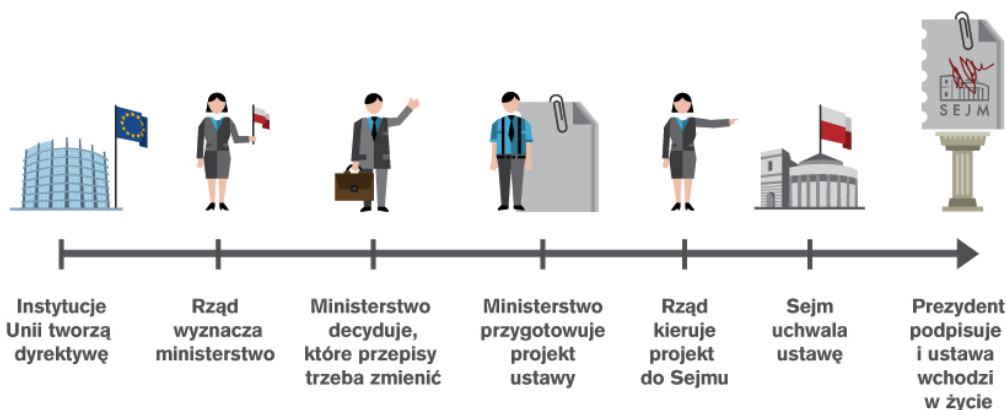 SEJM
Instytucje
Unii tworzą
dyrektywę
Rząd
wyznacza
ministerstwo
Ministerstwo
decyduje,
które przepisy
trzeba zmienić
Ministerstwo
przygotowuje
projekt
ustawy
Rząd
kieruje
projekt
do Sejmu
Sejm
uchwala
ustawę
Prezydent
podpisuje
i ustawa
wchodzi
w życie